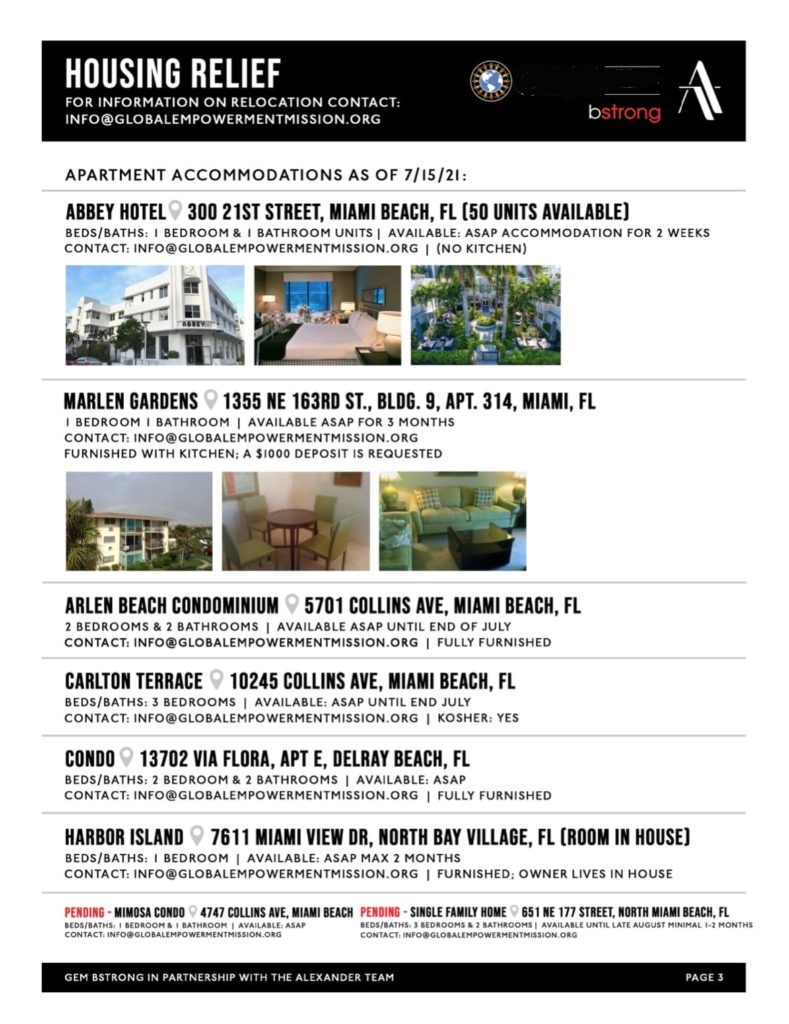 HOUSING RELIEF
FOR INFORMATION ON RELOCATION CONTACT:
INFO@GLOBALEMPOWERMENTMISSION.ORG
bstrong
APARTMENT ACCOMMODATIONS AS OF 7/15/21:
ABBEY HOTEL 300 21ST STREET, MIAMI BEACH, FL (50 UNITS AVAILABLE)
BEDS/BATHS: 1 BEDROOM & 1 BATHROOM UNITS | AVAILABLE: ASAP ACCOMMODATION FOR 2 WEEKS
CONTACT: INFO@GLOBALEMPOWERMENTMISSION.ORG | (NO KITCHEN)
ABBEY
MARLEN GARDENS 1355 NE 163RD ST., BLDG. 9, APT. 314, MIAMI, FL
1 BEDROOM 1 BATHROOM | AVAILABLE ASAP FOR 3 MONTHS
CONTACT: INFO@GLOBALEMPOWERMENTMISSION.ORG
FURNISHED WITH KITCHEN; A $1000 DEPOSIT IS REQUESTED
ARLEN BEACH CONDOMINIUM 5701 COLLINS AVE, MIAMI BEACH, FL
2 BEDROOMS & 2 BATHROOMS | AVAILABLE ASAP UNTIL END OF JULY
CONTACT: INFO@GLOBALEMPOWERMENTMISSION.ORG | FULLY FURNISHED
CARLTON TERRACE 10245 COLLINS AVE, MIAMI BEACH, FL
BEDS/BATHS: 3 BEDROOMS | AVAILABLE: ASAP UNTIL END JULY
CONTACT: INFO@GLOBALEMPOWERMENTMISSION.ORG | KOSHER: YES
CONDO 13702 VIA FLORA, APT E, DELRAY BEACH, FL
BEDS/BATHS: 2 BEDROOM & 2 BATHROOMS | AVAILABLE: ASAP
CONTACT: INFO@GLOBALEMPOWERMENTMISSION.ORG | FULLY FURNISHED
HARBOR ISLAND 7611 MIAMI VIEW DR, NORTH BAY VILLAGE, FL (ROOM IN HOUSE)
BEDS/BATHS: 1 BEDROOM | AVAILABLE: ASAP MAX 2 MONTHS
CONTACT: INFO@GLOBALEMPOWERMENTMISSION.ORG | FURNISHED; OWNER LIVES IN HOUSE
PENDING - MIMOSA CONDO 4747 COLLINS AVE, MIAMI BEACH
BEDS/BATHS: 1 BEDROOM & 1 BATHROOM | AVAILABLE: ASAP
CONTACT: INFO@GLOBALEMPOWERMENTMISSION.ORG
PENDING - SINGLE FAMILY HOME 651 NE 177 STREET, NORTH MIAMI BEACH, FL
BEDS/BATHS: 3 BEDROOMS & 2 BATHROOMS | AVAILABLE UNTIL LATE AUGUST MINIMAL 1-2 MONTHS
CONTACT: INFO@GLOBALEMPOWERMENTMISSION.ORG
GEM BSTRONG IN PARTNERSHIP WITH THE ALEXANDER TEAM
PAGE 3